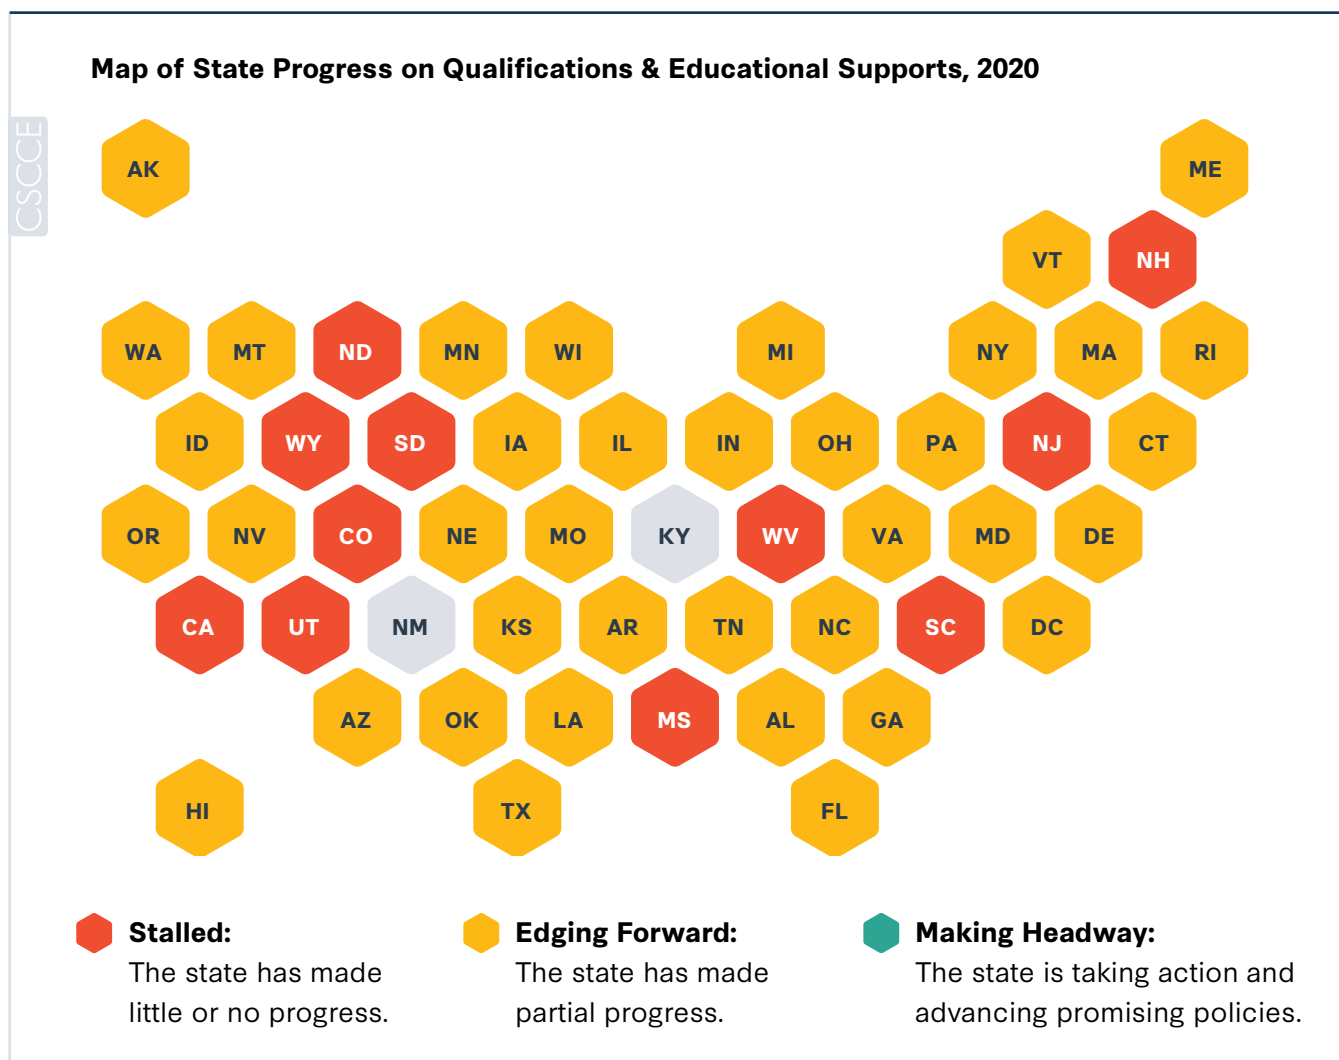 Map of State Progress on Qualifications & Educational Supports, 2020
CSCCE
AK ME
VT NH
WA MT ND MN WI MI NY MA RI
ID WY SD IA IL IN OH PA NJ CT
OR NV CO NE MO KY WV VA MD DE
CA UT NM KS AR TN NC SC DC
AZ OK LA MS AL GA
HI TX FL
Stalled:
The state has made
little or no progress.
Edging Forward:
The state has made
partial progress.
Making Headway:
The state is taking action and
advancing promising policies.